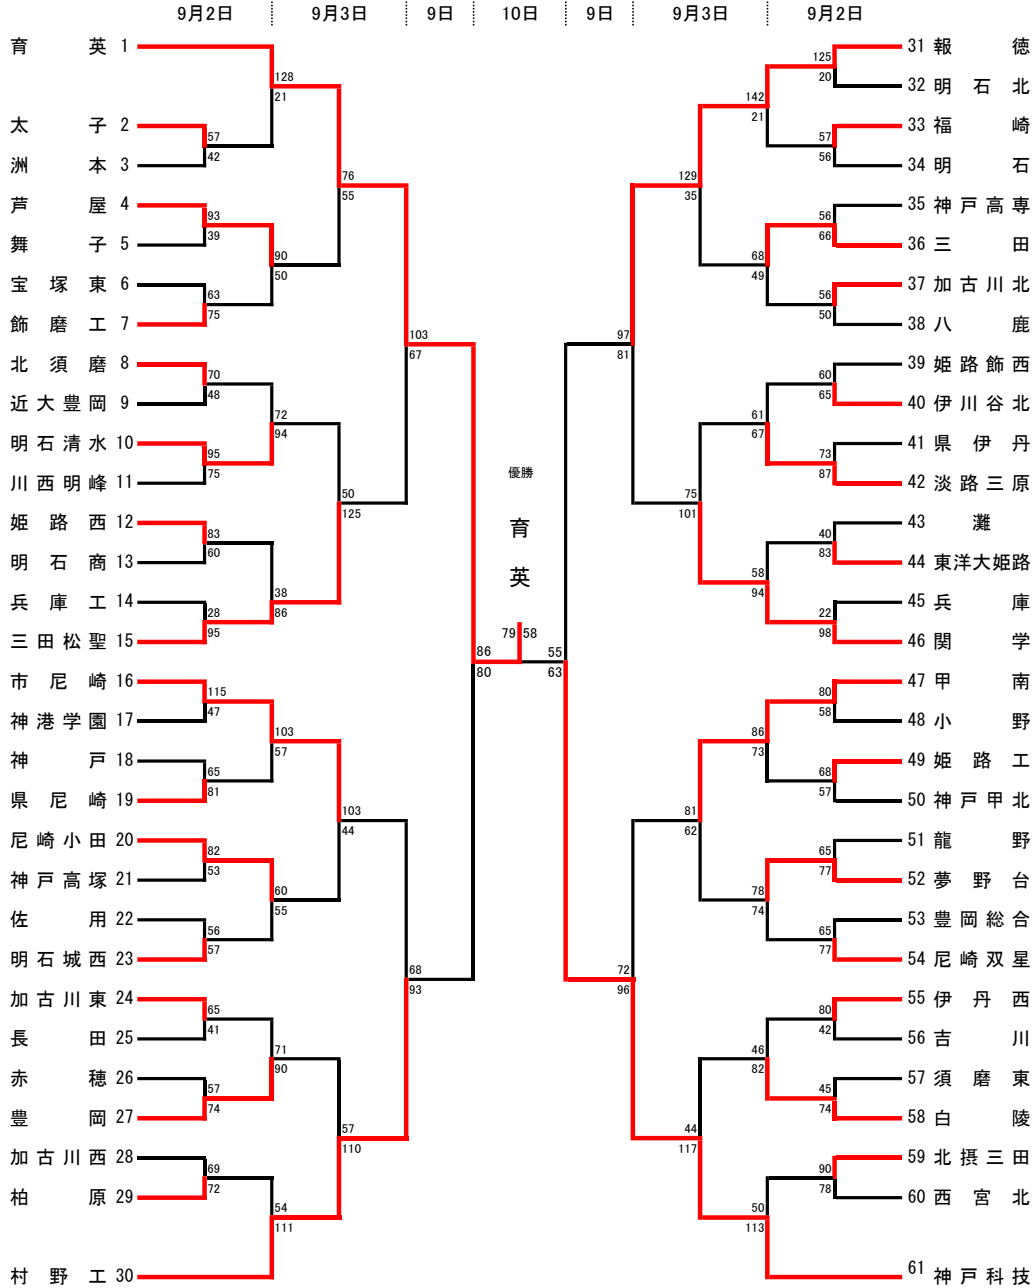 9月2日 9月3日 9日 10日 9日 9月3日 9月2日
育英 1
太子 2
洲本 3
芦屋 4
舞子 5
宝塚東 6
飾磨工 7
北須磨 8
近大豊岡 9
明石清水 10
川西明峰 11
姫路西 12
明石商 13
兵庫工 14
三田松聖 15
市尼崎 16
神港学園 17
神戸 18
県尼崎 19
尼崎小田 20
神戸高塚 21
佐用 22
明石城西 23
加古川東 24
長田 25
赤穂 26
豊岡 27
加古川西 28
柏原 29
村野工 30
57
42
93
39
63
75
70
48
95
75
83
60
28
95
115
47
65
81
82
53
56
57
65
41
57
74
69
72
128
21
90
50
72
94
38
86
103
57
60
55
71
90
54
111
76
55
50
125
103
44
57
110
103
67
68
93
86
80
優勝
育
英
79 58
55
63
97
81
72
96
129
35
75
101
81
62
44
117
142
21
68
49
61
67
58
94
86
73
78
74
46
82
50
113
125
20
57
56
56
66
56
50
60
65
73
87
40
83
22
98
80
58
68
57
65
77
65
77
80
42
45
74
90
78
31 報徳
32 明石北
33 福崎
34 明石
35 神戸高専
36 三田
37 加古川北
38 八鹿
39 姫路飾西
40 伊川谷北
41 県伊丹
42 淡路三原
43 灘
44 東洋大姫路
45 兵庫
46 関学
47 甲南
48 小野
49 姫路工
50 神戸甲北
51 龍野
52 夢野台
53 豊岡総合
54 尼崎双星
55 伊丹西
56 吉川
57 須磨東
58 白陵
59 北摂三田
60 西宮北
61 神戸科技